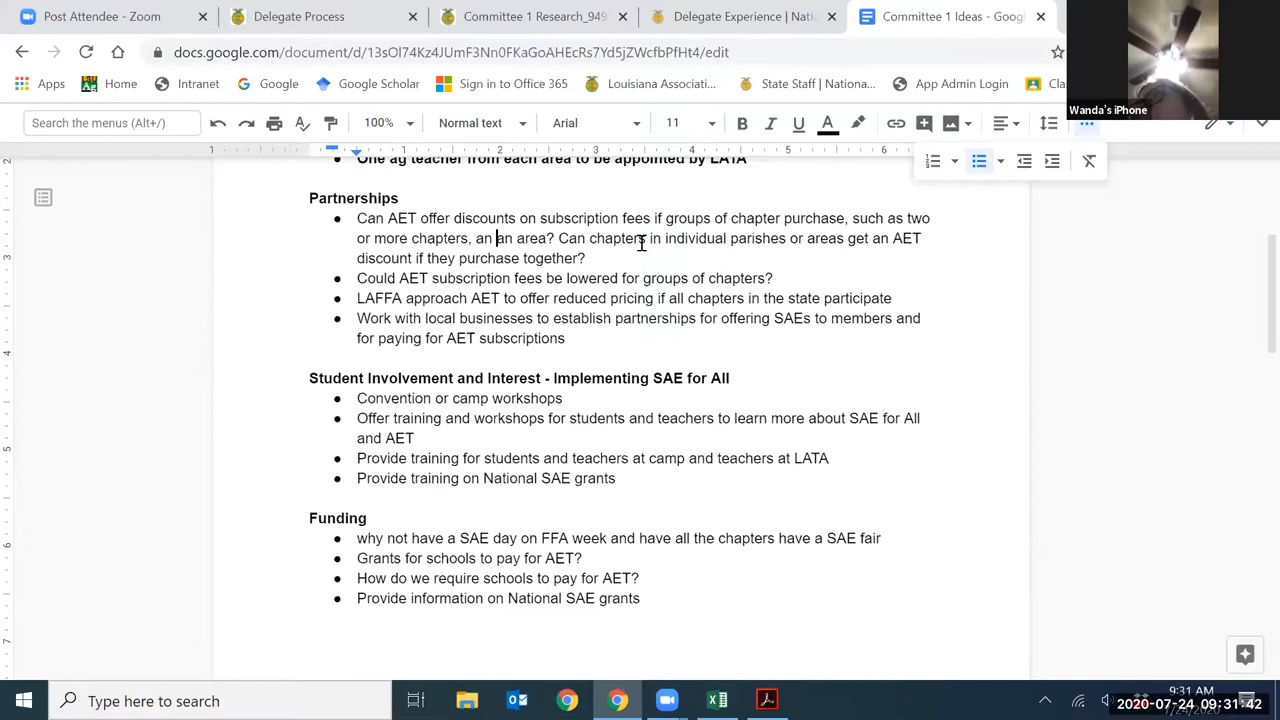 Post Attendee - Zoom
Delegate Process
Committee 1 Research_949
Delegate Experience | Natio
Committee 1 Ideas - Goog
docs.google.com/document/d/13sOl74Kz4JUmF3Nn0FKaGoAHEcRs7Yd5jZWcfbPfHt4/edit
Apps
Home
Intranet
Google
Google Scholar
Sign in to Office 365
Louisiana Associati...
State Staff | Nationa...
App Admin Login
Cla
Wanda's iPhone
Search the menus (Alt+/)
Normal text
Arial
11
One ag teacher from each area to be appointed by LATA
Partnerships
● Can AET offer discounts on subscription fees if groups of chapter purchase, such as two
or more chapters, an an area? Can chapters in individual parishes or areas get an AET
discount if they purchase together?
● Could AET subscription fees be lowered for groups of chapters?
● LAFFA approach AET to offer reduced pricing if all chapters in the state participate
● Work with local businesses to establish partnerships for offering SAEs to members and
for paying for AET subscriptions
Student Involvement and Interest - Implementing SAE for All
● Convention or camp workshops
● Offer training and workshops for students and teachers to learn more about SAE for All
and AET
● Provide training for students and teachers at camp and teachers at LATA
● Provide training on National SAE grants
Funding
● why not have a SAE day on FFA week and have all the chapters have a SAE fair
● Grants for schools to pay for AET?
● How do we require schools to pay for AET?
● Provide information on National SAE grants
Type here to search
9:31 AM
2020-07-24 09:31:42